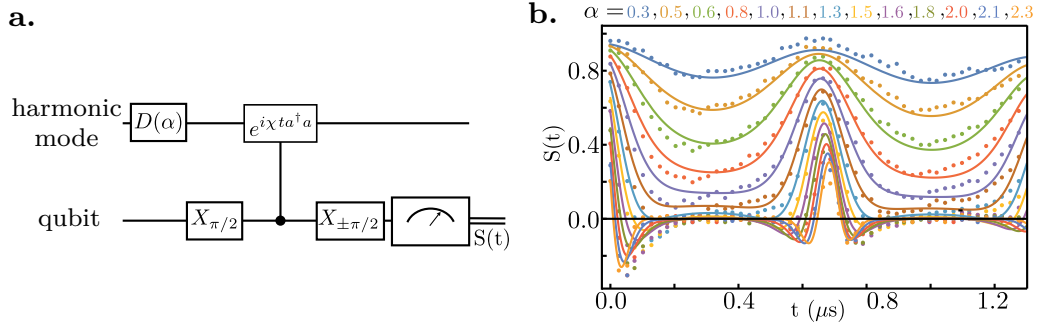 a.
harmonic
mode
D(α)
e^{iχta†a}
qubit
X_{π/2}
X_{±π/2}
S(t)
b.
α = 0.3, 0.5, 0.6, 0.8, 1.0, 1.1, 1.3, 1.5, 1.6, 1.8, 2.0, 2.1, 2.3
S(t)
0.8
0.4
0.0
0.0 0.4 0.8 1.2
t (μs)